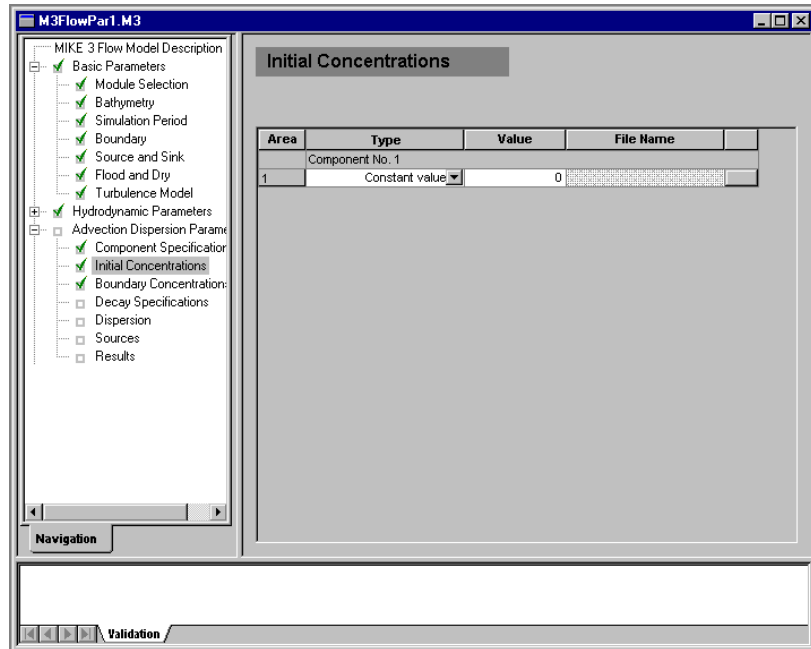 M3FlowPar1.M3
MIKE 3 Flow Model Description
Basic Parameters
Module Selection
Bathymetry
Simulation Period
Boundary
Source and Sink
Flood and Dry
Turbulence Model
Hydrodynamic Parameters
Advection Dispersion Parame
Component Specification
Initial Concentrations
Boundary Concentration
Decay Specifications
Dispersion
Sources
Results
Navigation
Initial Concentrations
Area Type Value File Name
Component No. 1
1 Constant value 0
Validation